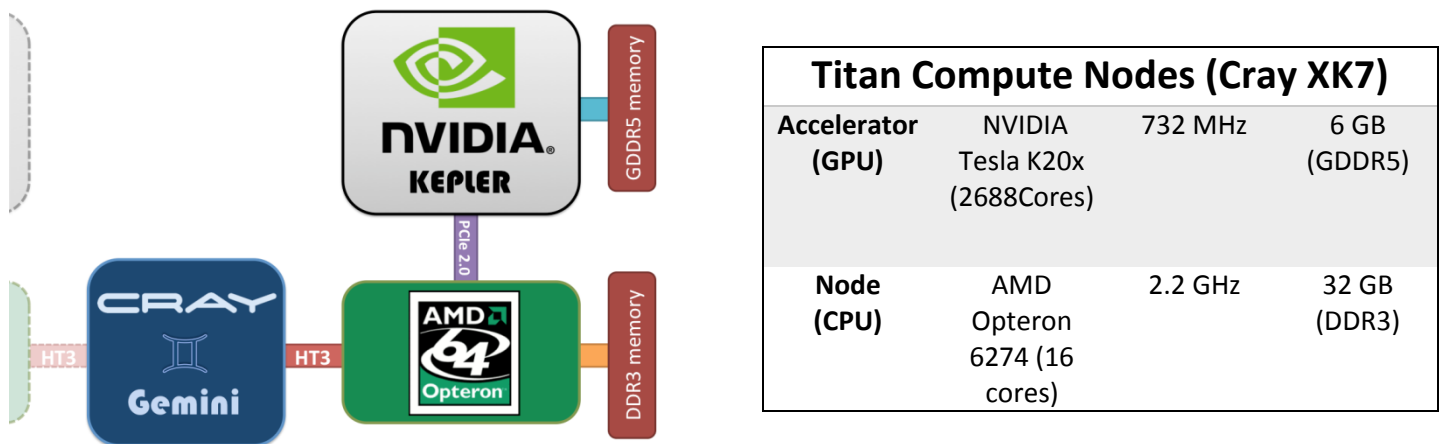 NVIDIA®
KEPLER
GDDR5 memory
PCIe 2.0
HT3
CRAY
Gemini
HT3
AMD
64
Opteron
DDR3 memory
Titan Compute Nodes (Cray XK7)
Accelerator NVIDIA 732 MHz 6 GB
(GPU) Tesla K20x (GDDR5)
(2688Cores)
Node AMD 2.2 GHz 32 GB
(CPU) Opteron (DDR3)
6274 (16
cores)